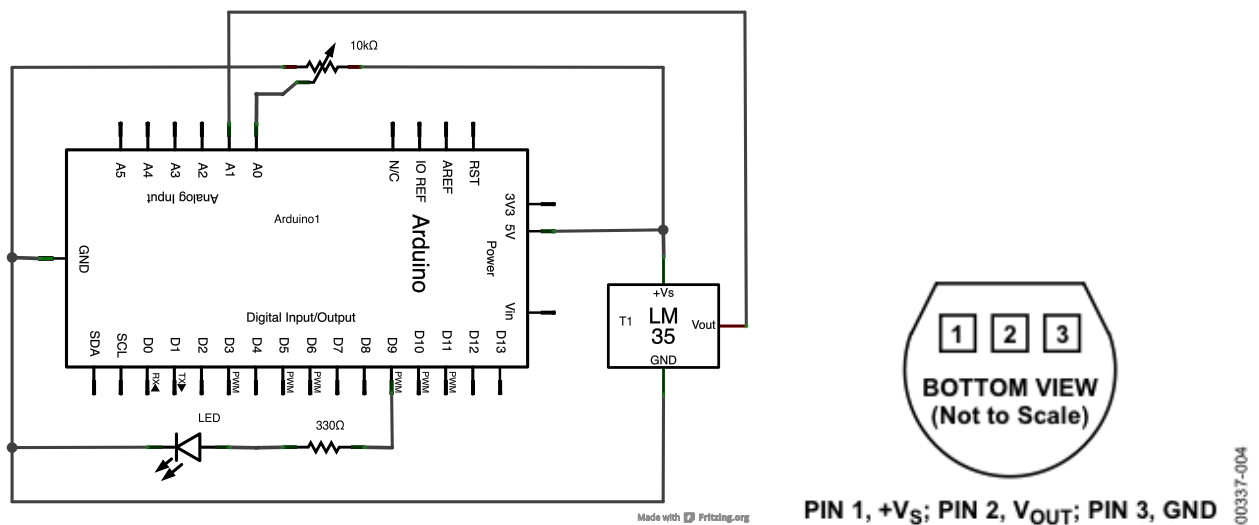 10kΩ
A5 A4 A3 A2 A1 A0
N/C IO REF AREF RST
Analog Input
Arduino1
Arduino
3V3
5V
Power
Vin
GND
Digital Input/Output
SDA SCL D0 D1 D2 D3 D4 D5 D6 D7 D8 D9 D10 D11 D12 D13
RX TX PWM PWM PWM PWM PWM PWM
LED
330Ω
+Vs
T1
LM
35
Vout
GND
Made with Fritzing.org
1 2 3
BOTTOM VIEW
(Not to Scale)
PIN 1, +VS; PIN 2, VOUT; PIN 3, GND
00337-004